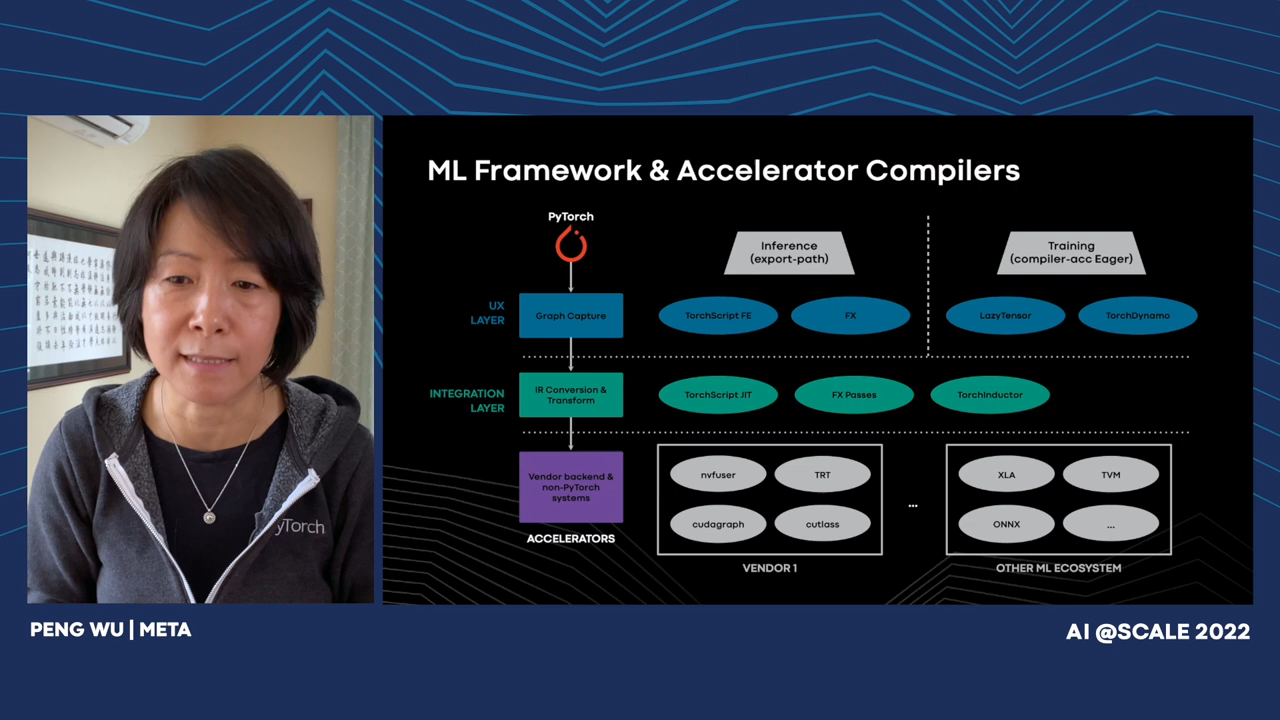 ML Framework & Accelerator Compilers
PyTorch
Inference
(export-path)
Training
(compiler-acc Eager)
UX
LAYER
Graph Capture
TorchScript FE
FX
LazyTensor
TorchDynamo
INTEGRATION
LAYER
IR Conversion &
Transform
TorchScript JIT
FX Passes
TorchInductor
Vendor backend &
non-PyTorch
systems
nvfuser
TRT
XLA
TVM
...
cudagraph
cutlass
ONNX
...
ACCELERATORS
VENDOR 1
OTHER ML ECOSYSTEM
yTorch
PENG WU | META
AI @SCALE 2022